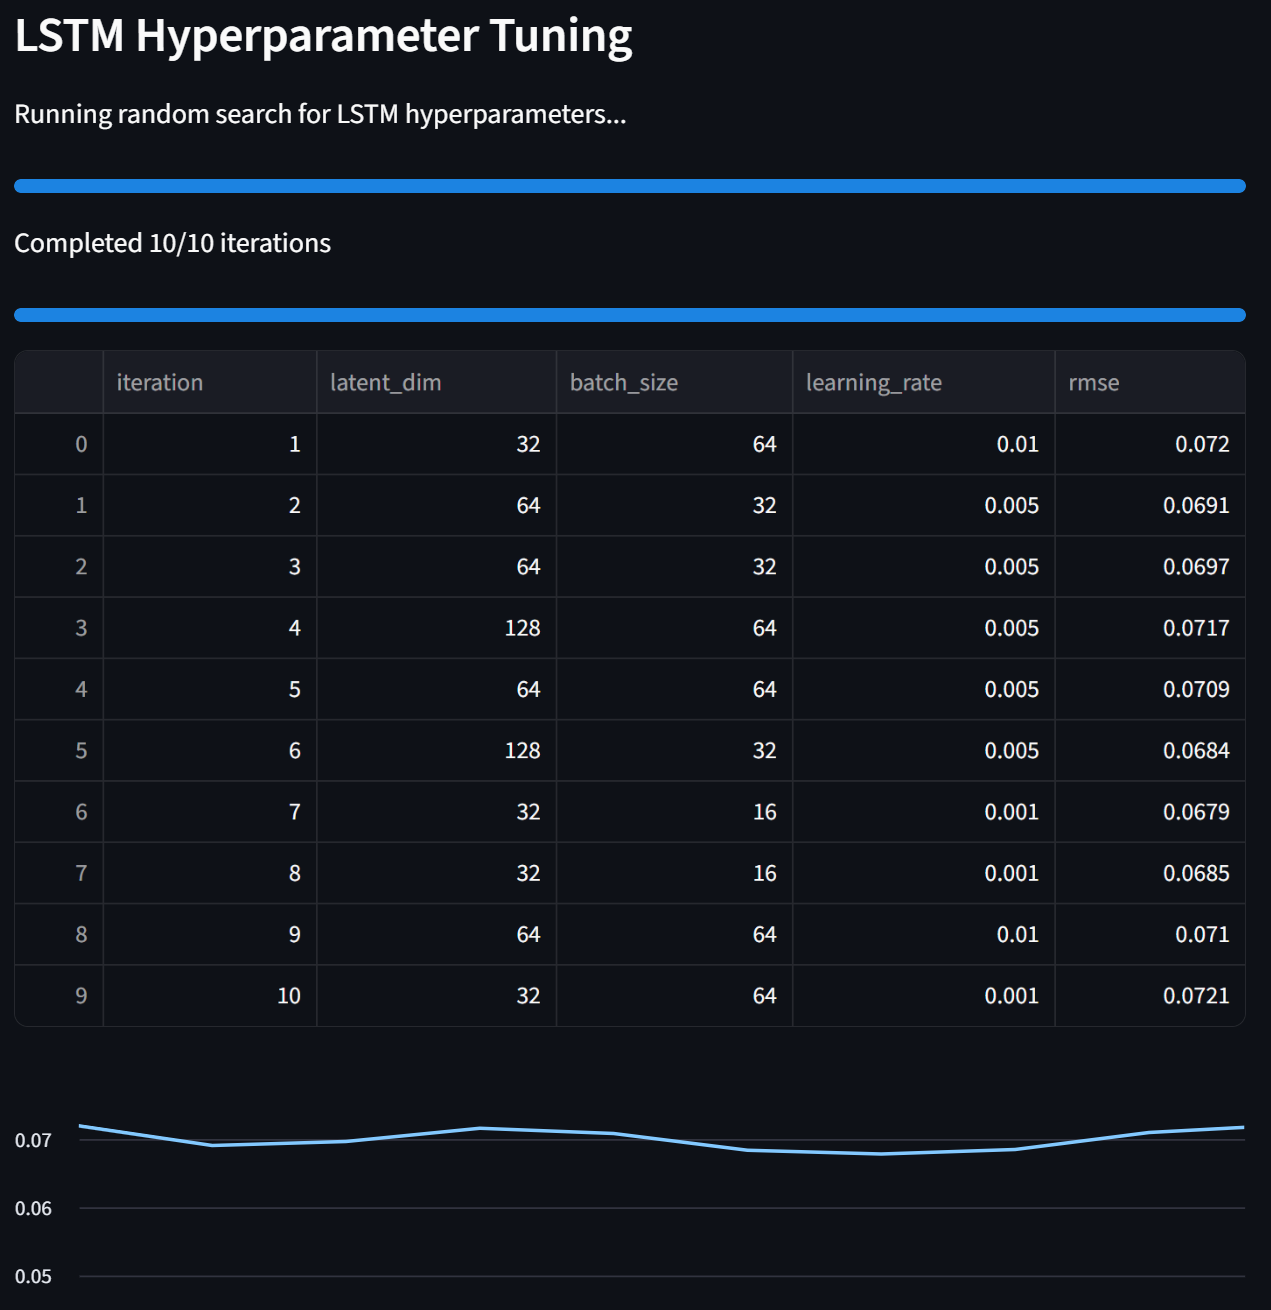 LSTM Hyperparameter Tuning
Running random search for LSTM hyperparameters...
Completed 10/10 iterations
iteration latent_dim batch_size learning_rate rmse
0 1 32 64 0.01 0.072
1 2 64 32 0.005 0.0691
2 3 64 32 0.005 0.0697
3 4 128 64 0.005 0.0717
4 5 64 64 0.005 0.0709
5 6 128 32 0.005 0.0684
6 7 32 16 0.001 0.0679
7 8 32 16 0.001 0.0685
8 9 64 64 0.01 0.071
9 10 32 64 0.001 0.0721
0.07
0.06
0.05